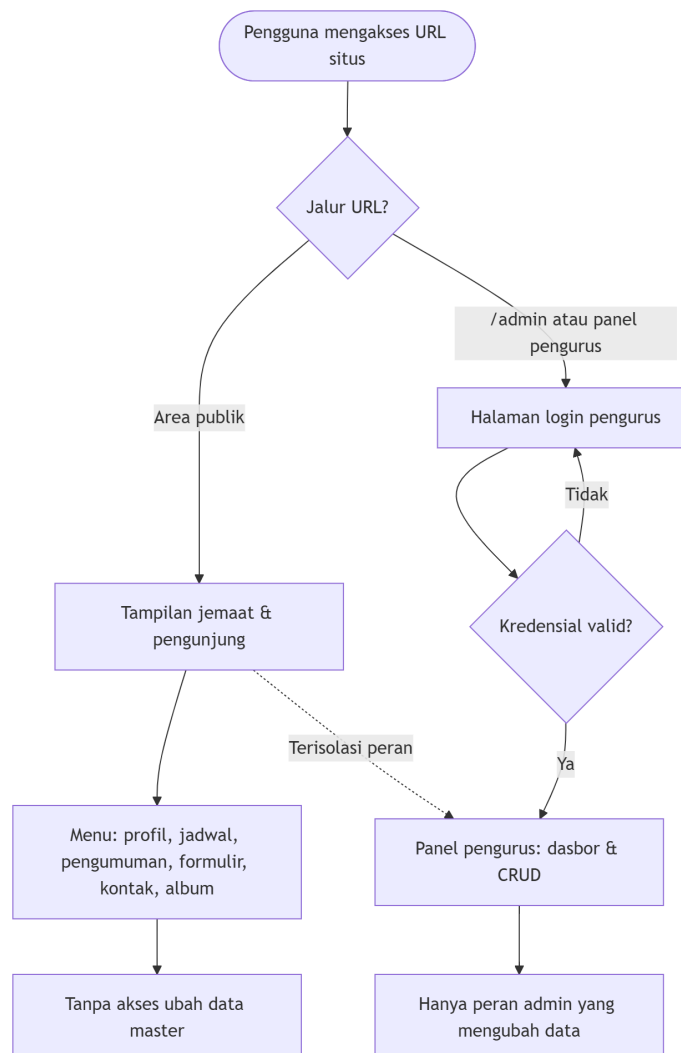 Pengguna mengakses URL
situs
Jalur URL?
/admin atau panel
pengurus
Area publik
Halaman login pengurus
Tidak
Tampilan jemaat &
pengunjung
Kredensial valid?
Terisolasi peran
Ya
Menu: profil, jadwal,
pengumuman, formulir,
kontak, album
Panel pengurus: dasbor &
CRUD
Tanpa akses ubah data
master
Hanya peran admin yang
mengubah data